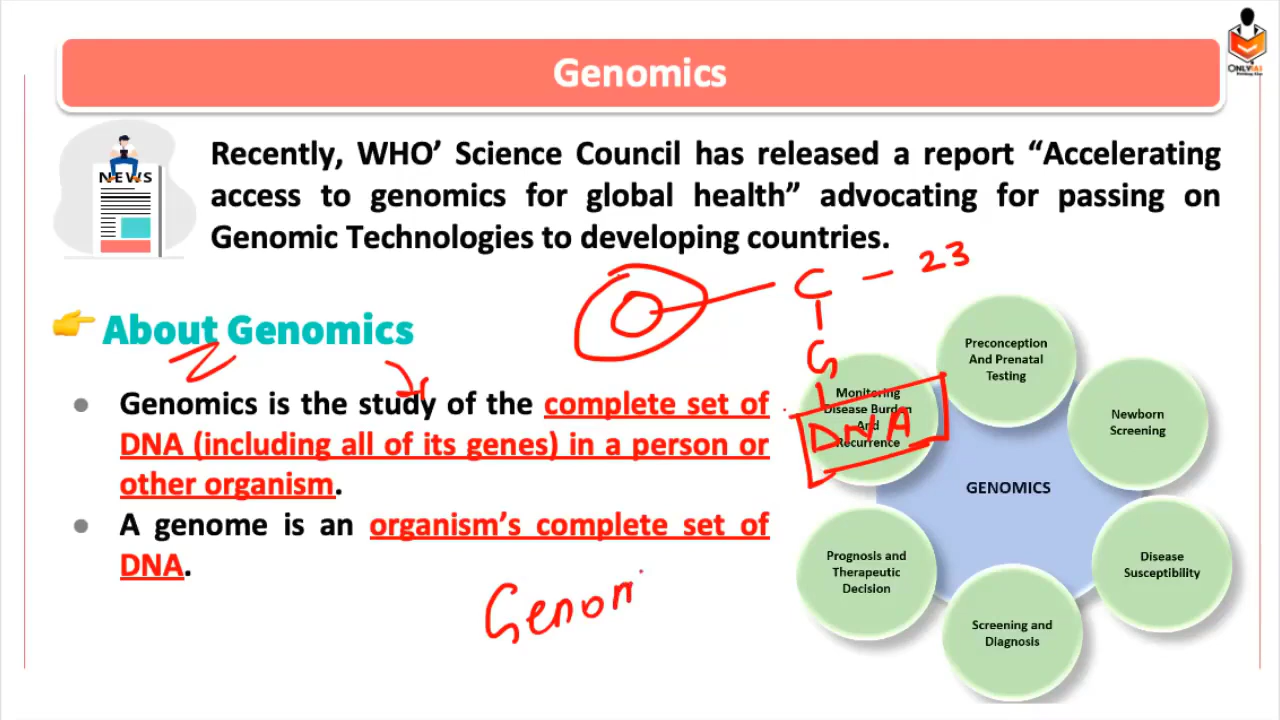 Genomics
ONLYIAS
NEWS
Recently, WHO’ Science Council has released a report “Accelerating
access to genomics for global health” advocating for passing on
Genomic Technologies to developing countries.
C - 23
G
DNA
About Genomics
Genomics is the study of the complete set of
DNA (including all of its genes) in a person or
other organism.
A genome is an organism’s complete set of
DNA.
Genom
Preconception
And Prenatal
Testing
Newborn
Screening
Disease
Susceptibility
Screening and
Diagnosis
Prognosis and
Therapeutic
Decision
Monitoring
Disease Burden
And
Recurrence
GENOMICS